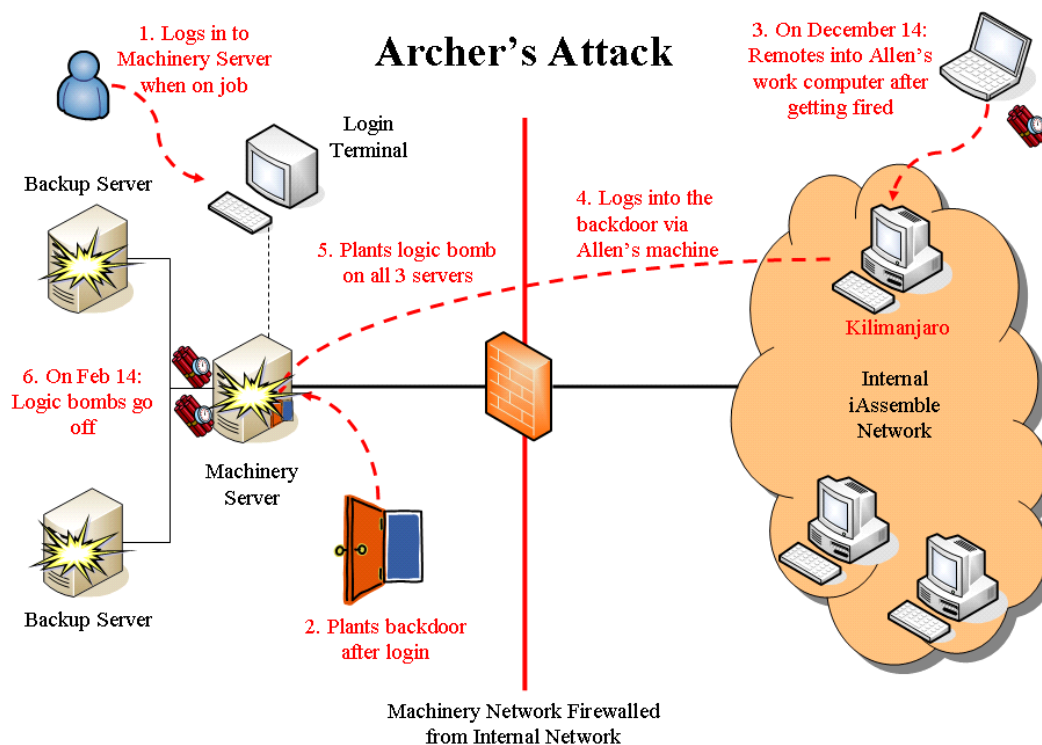 Archer's Attack
1. Logs in to
Machinery Server
when on job
3. On December 14:
Remotes into Allen's
work computer after
getting fired
Login
Terminal
Backup Server
4. Logs into the
backdoor via
Allen's machine
5. Plants logic bomb
on all 3 servers
Kilimanjaro
6. On Feb 14:
Logic bombs go
off
Internal
iAssemble
Network
Machinery
Server
Backup Server
2. Plants backdoor
after login
Machinery Network Firewalled
from Internal Network